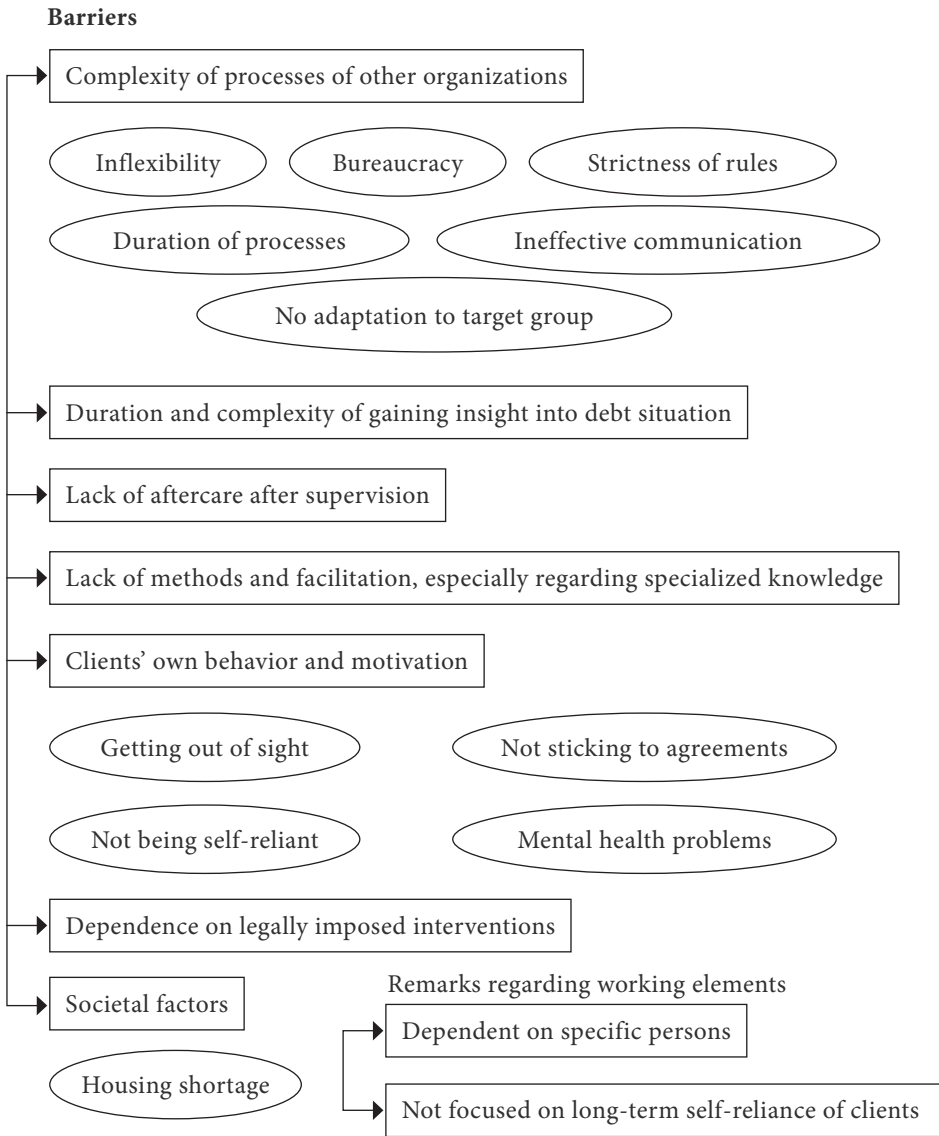 Barriers
Complexity of processes of other organizations
Inflexibility
Bureaucracy
Strictness of rules
Duration of processes
Ineffective communication
No adaptation to target group
Duration and complexity of gaining insight into debt situation
Lack of aftercare after supervision
Lack of methods and facilitation, especially regarding specialized knowledge
Clients' own behavior and motivation
Getting out of sight
Not sticking to agreements
Not being self-reliant
Mental health problems
Dependence on legally imposed interventions
Societal factors
Housing shortage
Remarks regarding working elements
Dependent on specific persons
Not focused on long-term self-reliance of clients